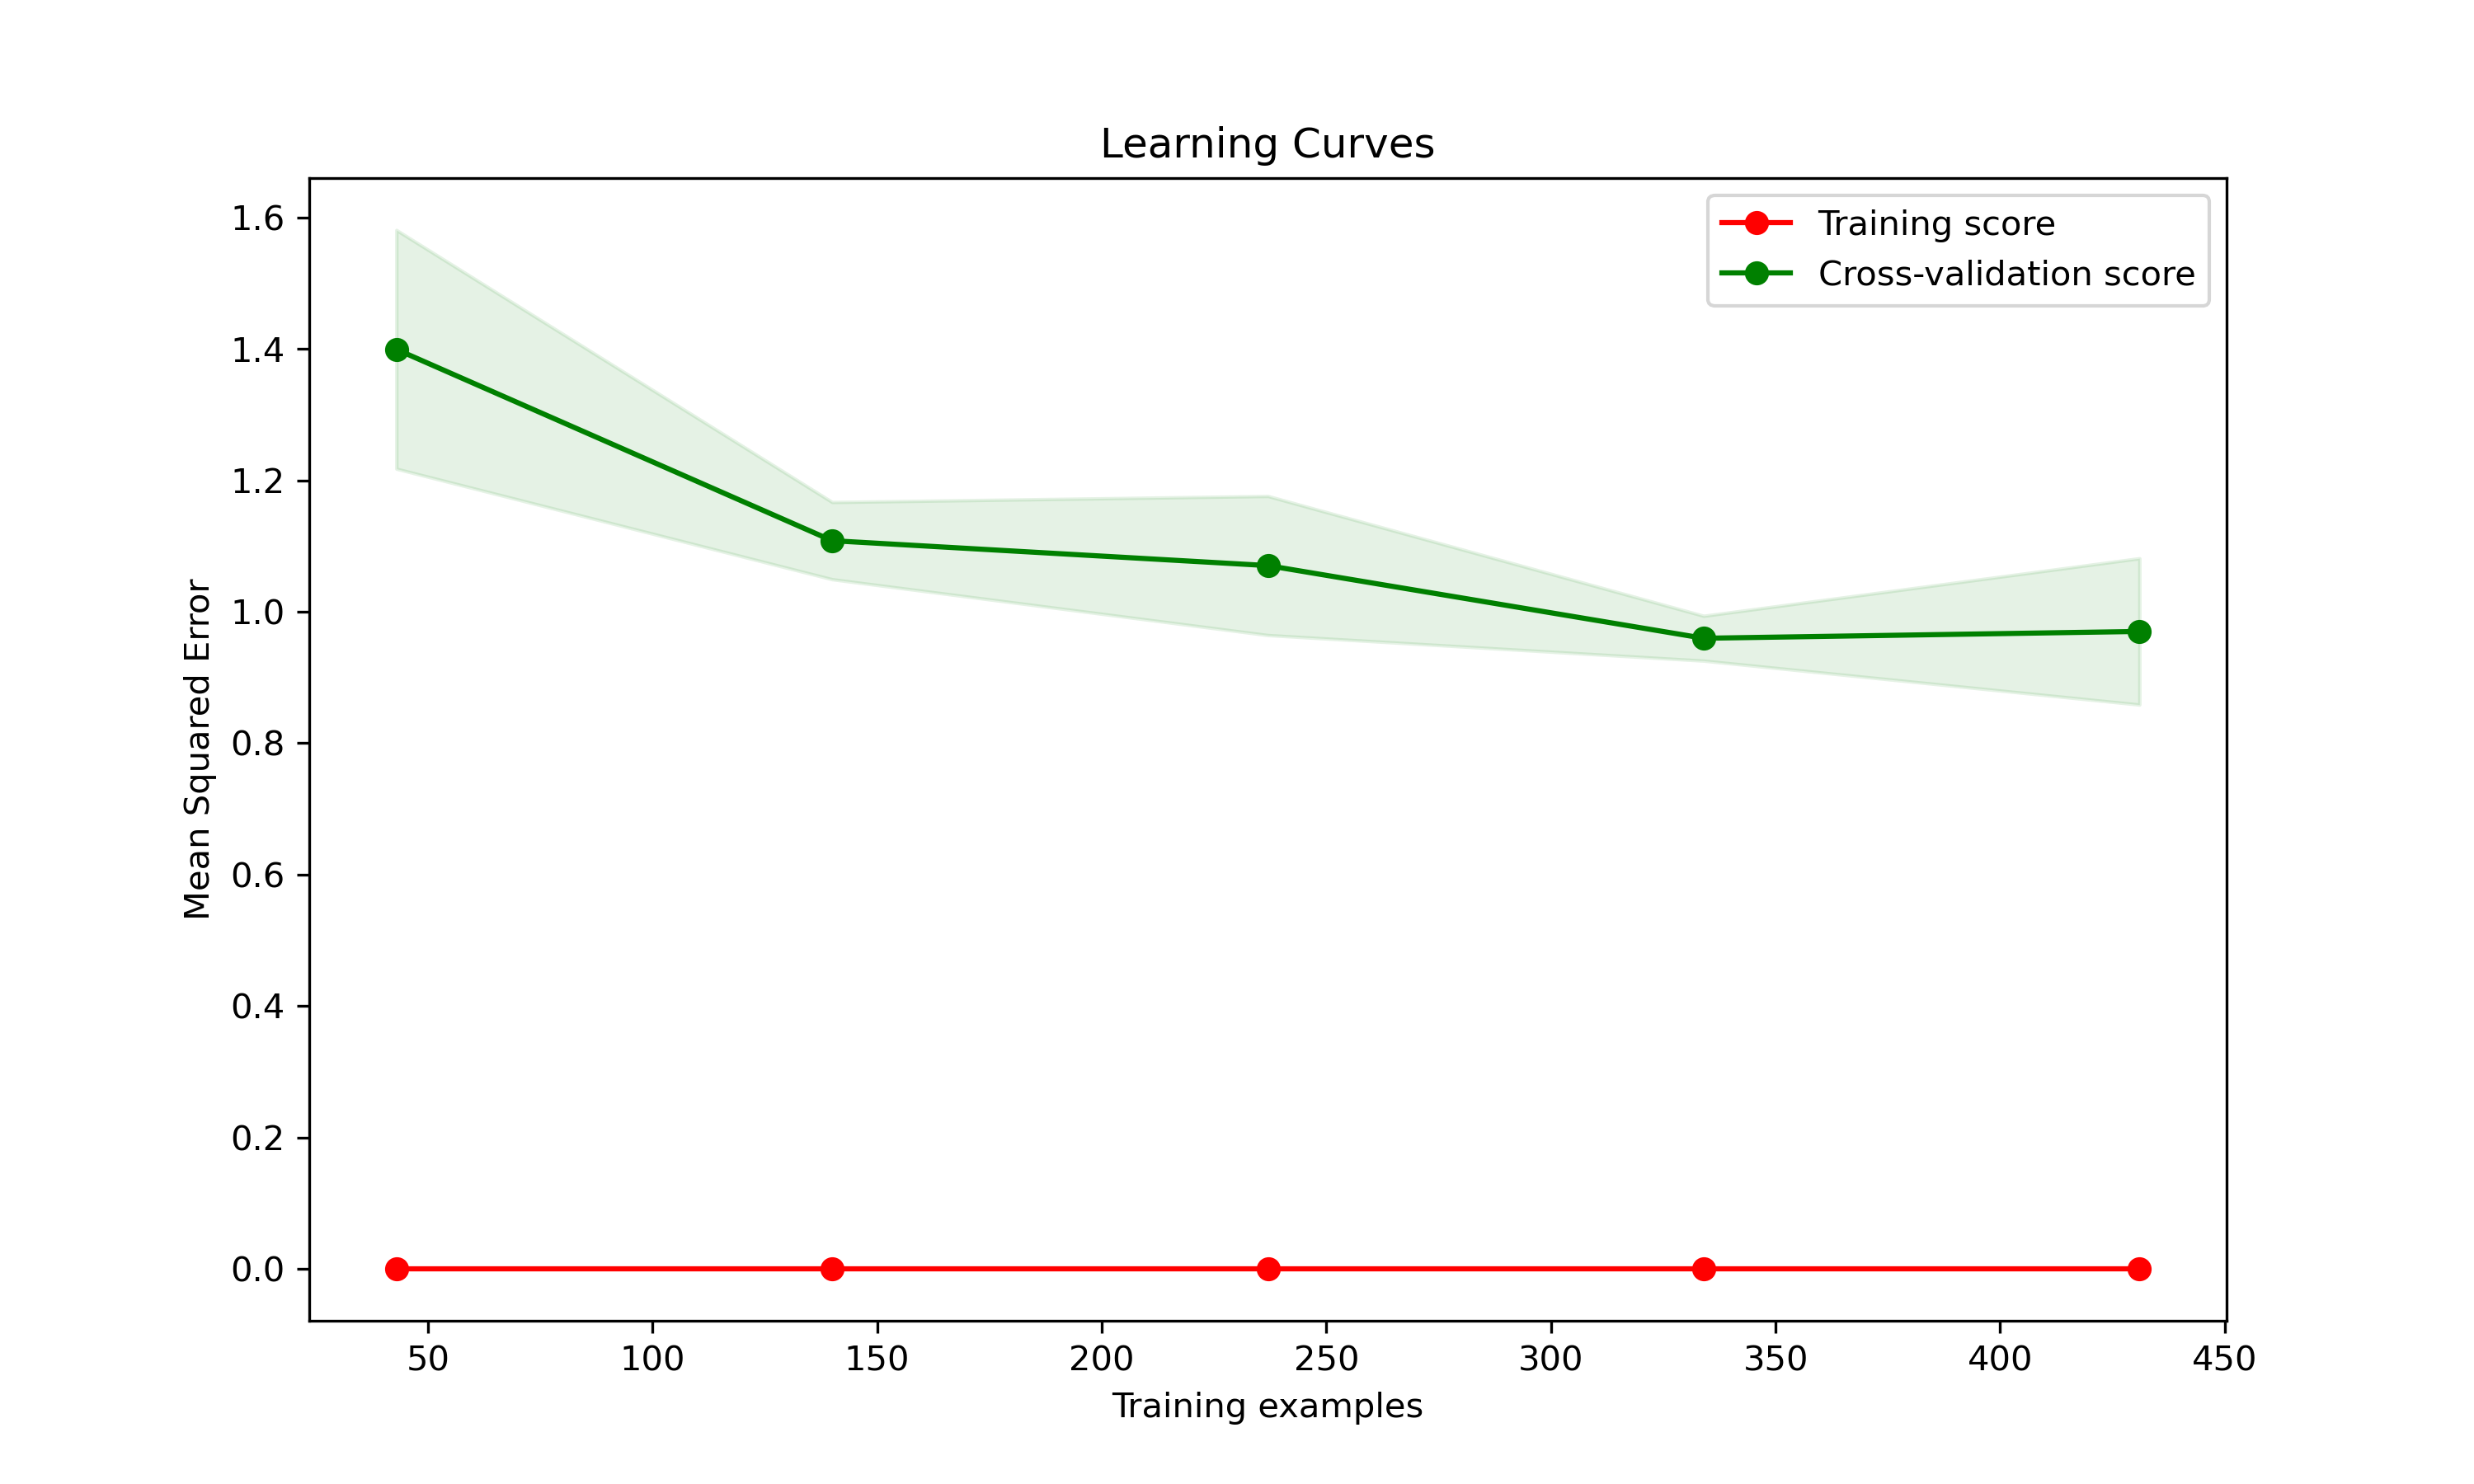 Learning Curves
Training score
Cross-validation score
1.6
1.4
1.2
1.0
0.8
0.6
0.4
0.2
0.0
Mean Squared Error
50 100 150 200 250 300 350 400 450
Training examples